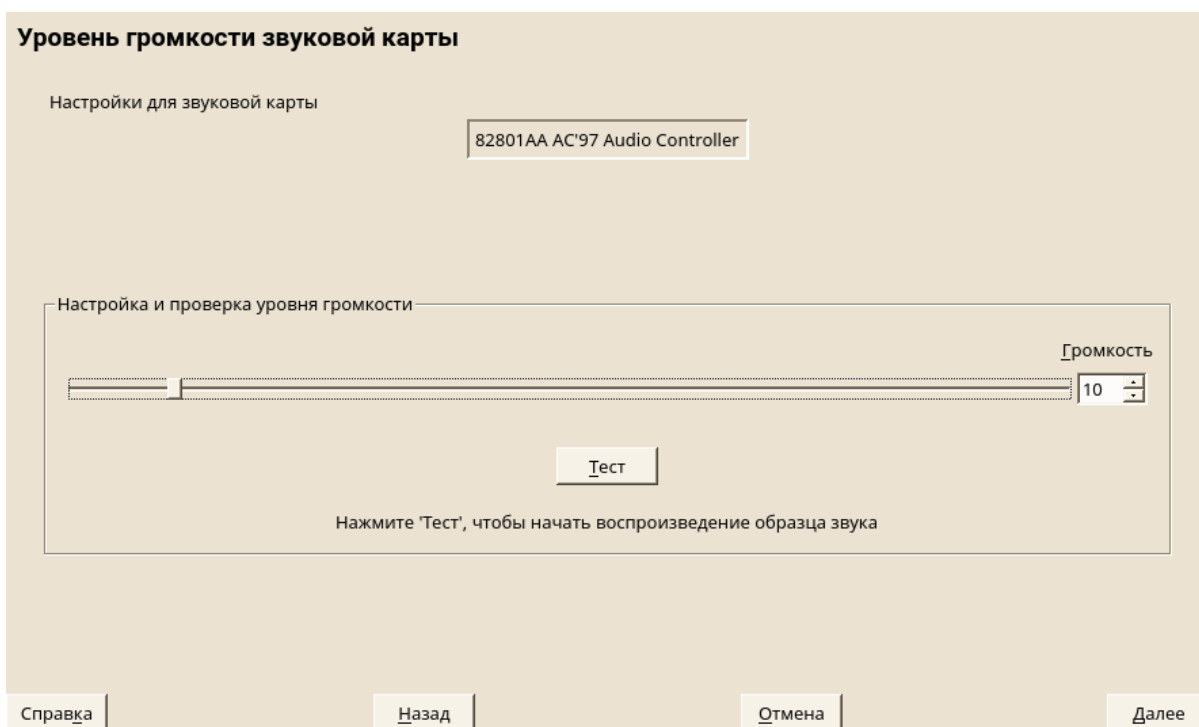 Уровень громкости звуковой карты
Настройки для звуковой карты
82801AA AC'97 Audio Controller
Настройка и проверка уровня громкости
Громкость
10
Тест
Нажмите 'Тест', чтобы начать воспроизведение образца звука
Справка Назад Отмена Далее